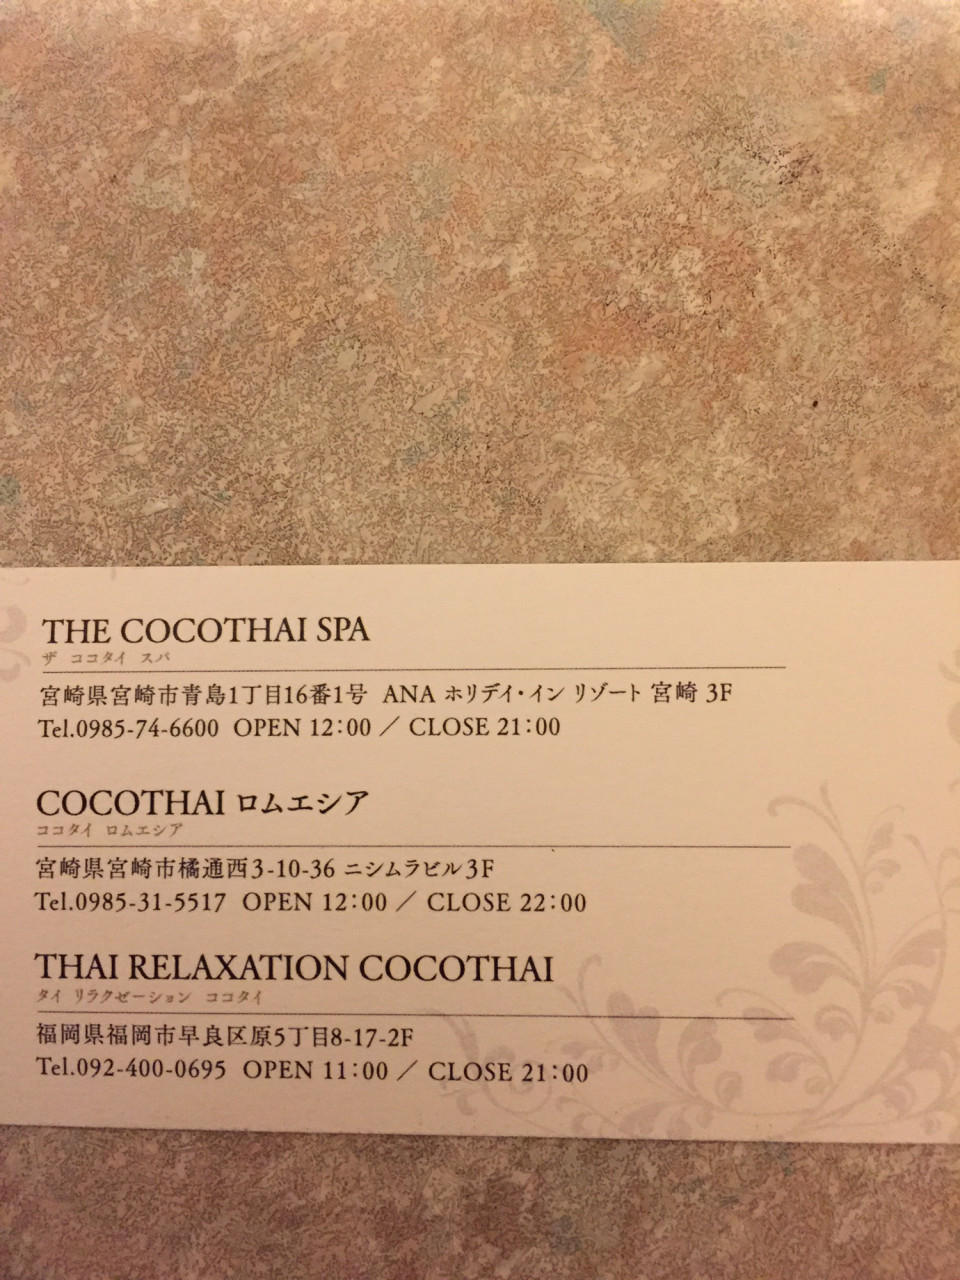 THE COCOTHAI SPA
ザ ココタイ スパ
宮崎県宮崎市青島1丁目16番1号 ANA ホリデイ・イン リゾート 宮崎 3F
Tel.0985-74-6600 OPEN 12:00 ／ CLOSE 21:00
COCOTHAI ロムエシア
ココタイ ロムエシア
宮崎県宮崎市橘通西3-10-36 ニシムラビル3F
Tel.0985-31-5517 OPEN 12:00 ／ CLOSE 22:00
THAI RELAXATION COCOTHAI
タイ リラクゼーション ココタイ
福岡県福岡市早良区原5丁目8-17-2F
Tel.092-400-0695 OPEN 11:00 ／ CLOSE 21:00